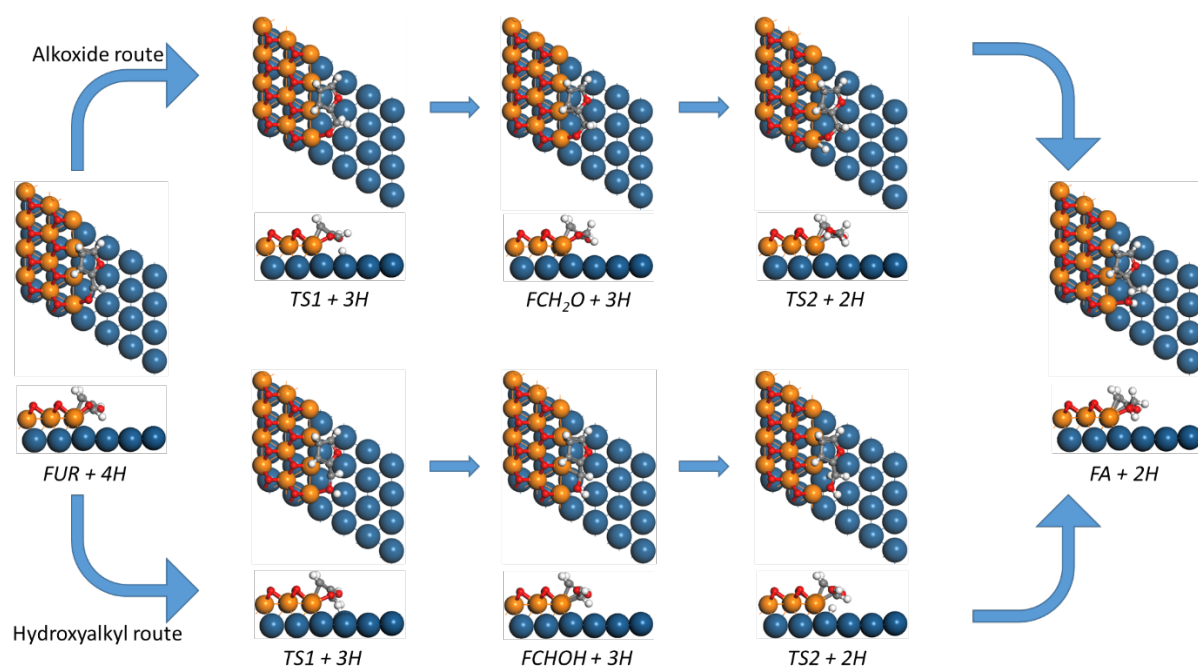 Alkoxide route
TS1 + 3H
FCH₂O + 3H
TS2 + 2H
FUR + 4H
FA + 2H
Hydroxyalkyl route
TS1 + 3H
FCHOH + 3H
TS2 + 2H